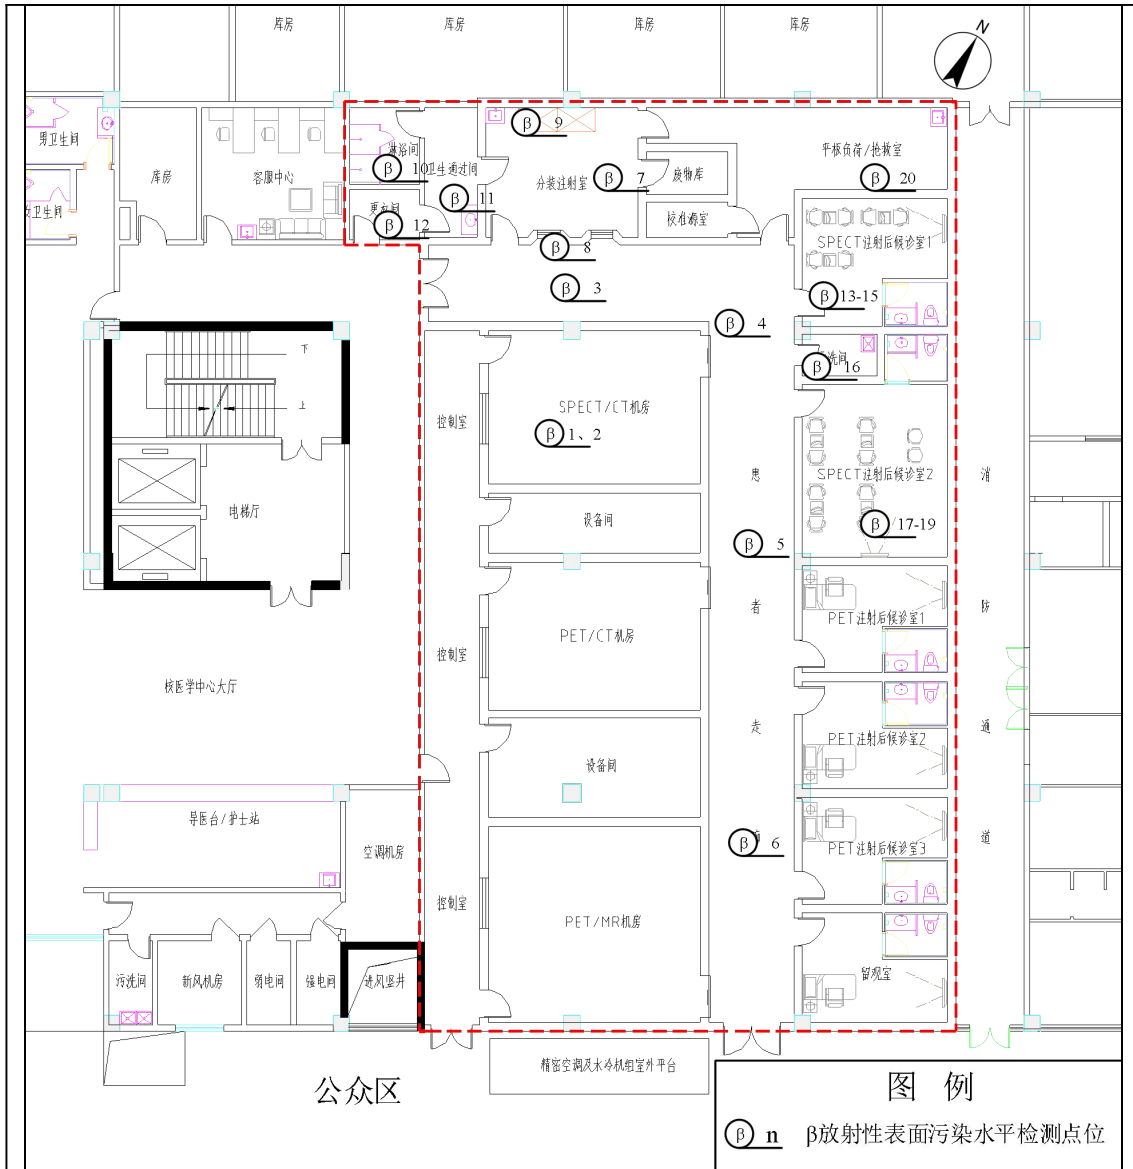 库房
库房
库房
库房
N
男卫生间
库房
客服中心
淋浴间
β 9
平板负荷/抢救室
β 10
卫生通过间
分装注射室
β 7
废物库
β 20
卫生间
更衣间
β 11
校准源室
β 12
β 8
SPECT注射后候诊室1
β 3
β 13-15
β 4
下
上
洗间
β 16
控制室
SPECT/CT机房
β 1、2
电梯厅
设备间
患
SPECT注射后候诊室2
消
β 17-19
β 5
者
PET注射后候诊室1
防
控制室
PET/CT机房
核医学中心大厅
走
PET注射后候诊室2
通
设备间
导医台/护士站
空调机房
β 6
PET注射后候诊室3
道
控制室
PET/MR机房
污洗间
新风机房
弱电间
强电间
进风竖井
留观室
精密空调及水冷机组室外平台
公众区
图 例
β n β放射性表面污染水平检测点位